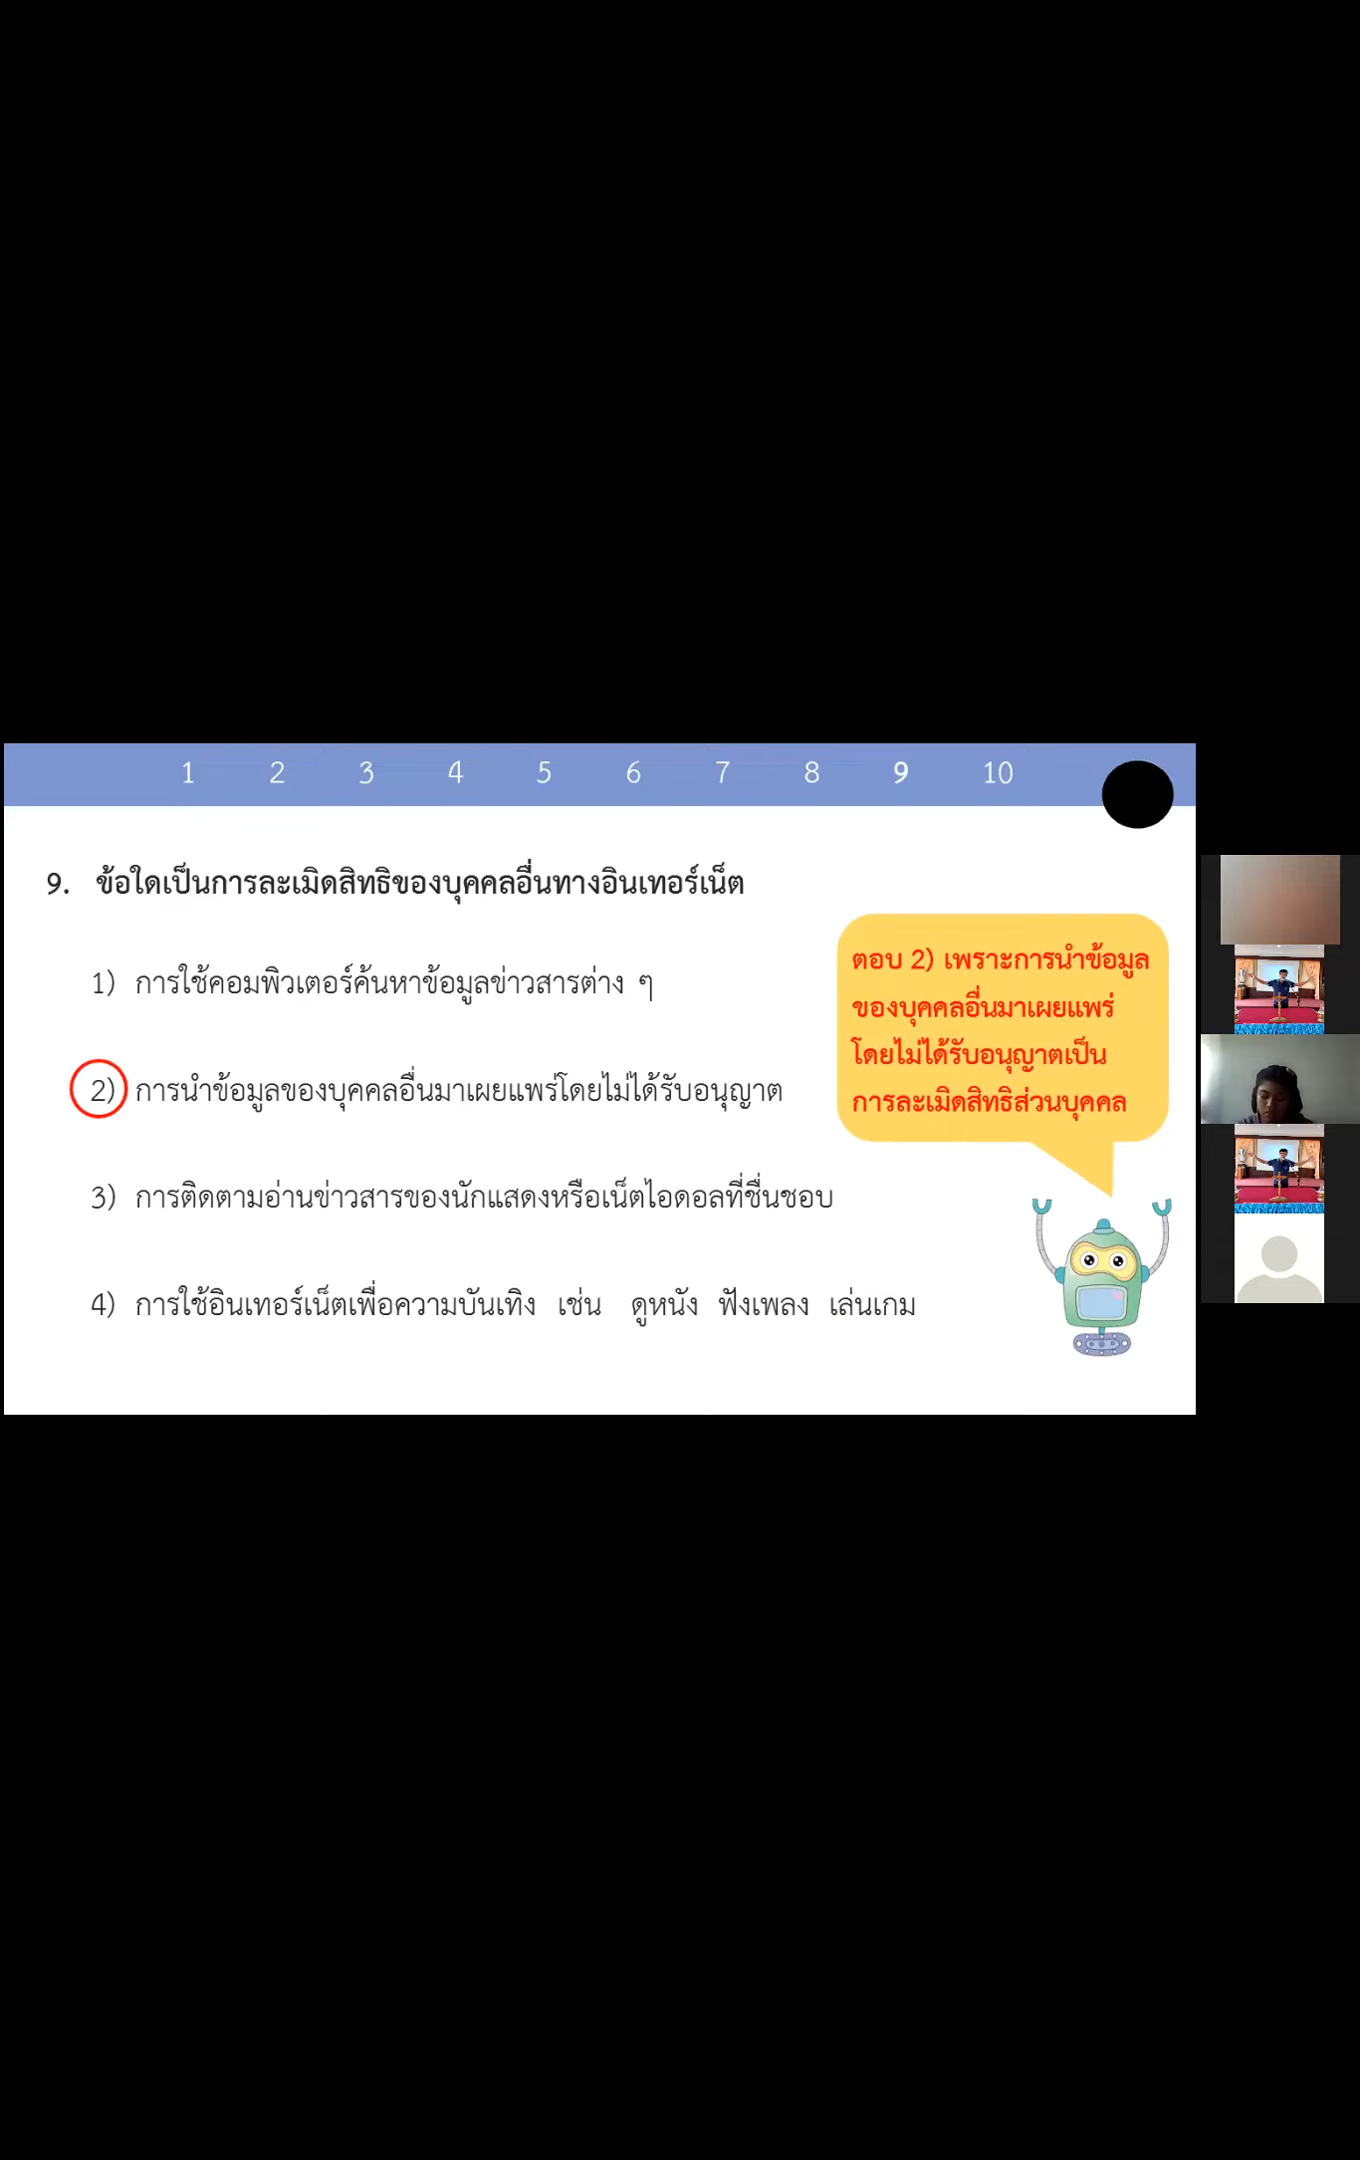 1 2 3 4 5 6 7 8 9 10
9. ข้อใดเป็นการละเมิดสิทธิของบุคคลอื่นทางอินเทอร์เน็ต
1) การใช้คอมพิวเตอร์ค้นหาข้อมูลข่าวสารต่าง ๆ
2) การนำข้อมูลของบุคคลอื่นมาเผยแพร่โดยไม่ได้รับอนุญาต
3) การติดตามอ่านข่าวสารของนักแสดงหรือเน็ตไอดอลที่ชื่นชอบ
4) การใช้อินเทอร์เน็ตเพื่อความบันเทิง เช่น ดูหนัง ฟังเพลง เล่นเกม
ตอบ 2) เพราะการนำข้อมูล
ของบุคคลอื่นมาเผยแพร่
โดยไม่ได้รับอนุญาตเป็น
การละเมิดสิทธิส่วนบุคคล